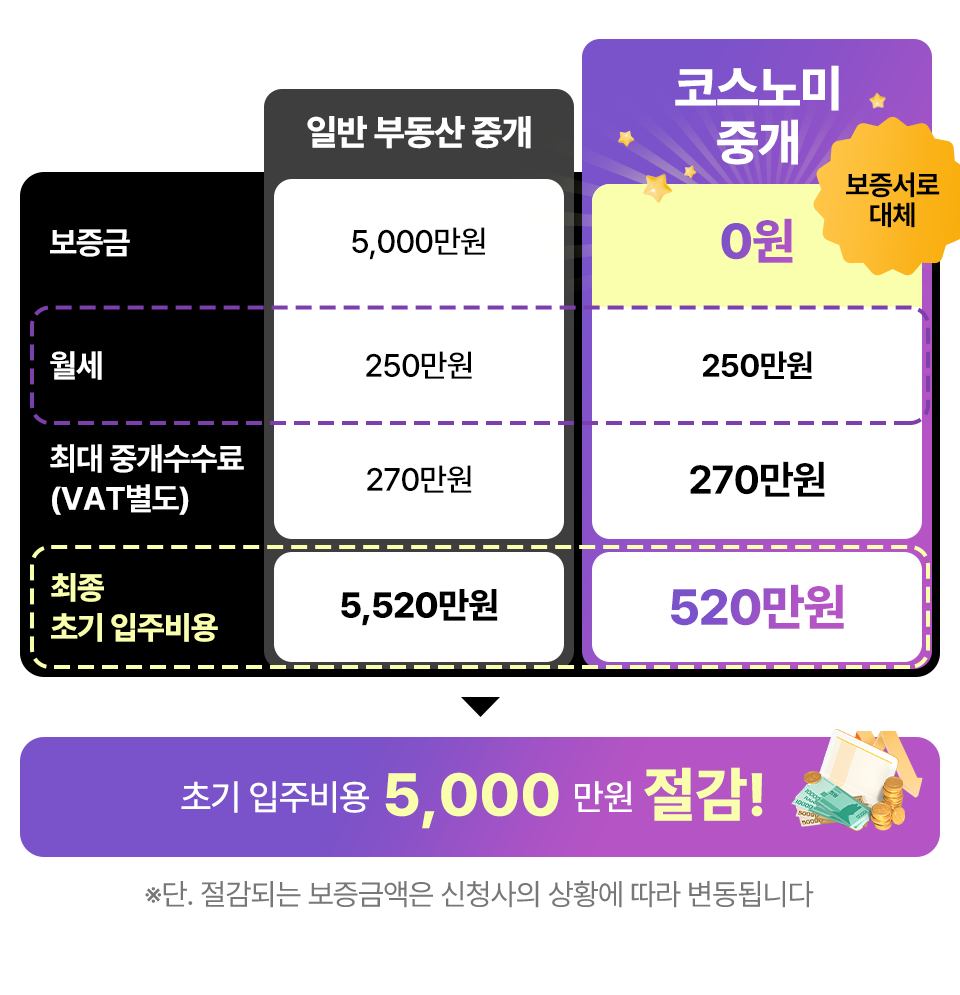 코스노미
중개
일반 부동산 중개
보증서로
대체
보증금
5,000만원
0원
월세
250만원
250만원
최대 중개수수료
(VAT별도)
270만원
270만원
최종
초기 입주비용
5,520만원
520만원
초기 입주비용 5,000 만원 절감!
※단. 절감되는 보증금액은 신청사의 상황에 따라 변동됩니다